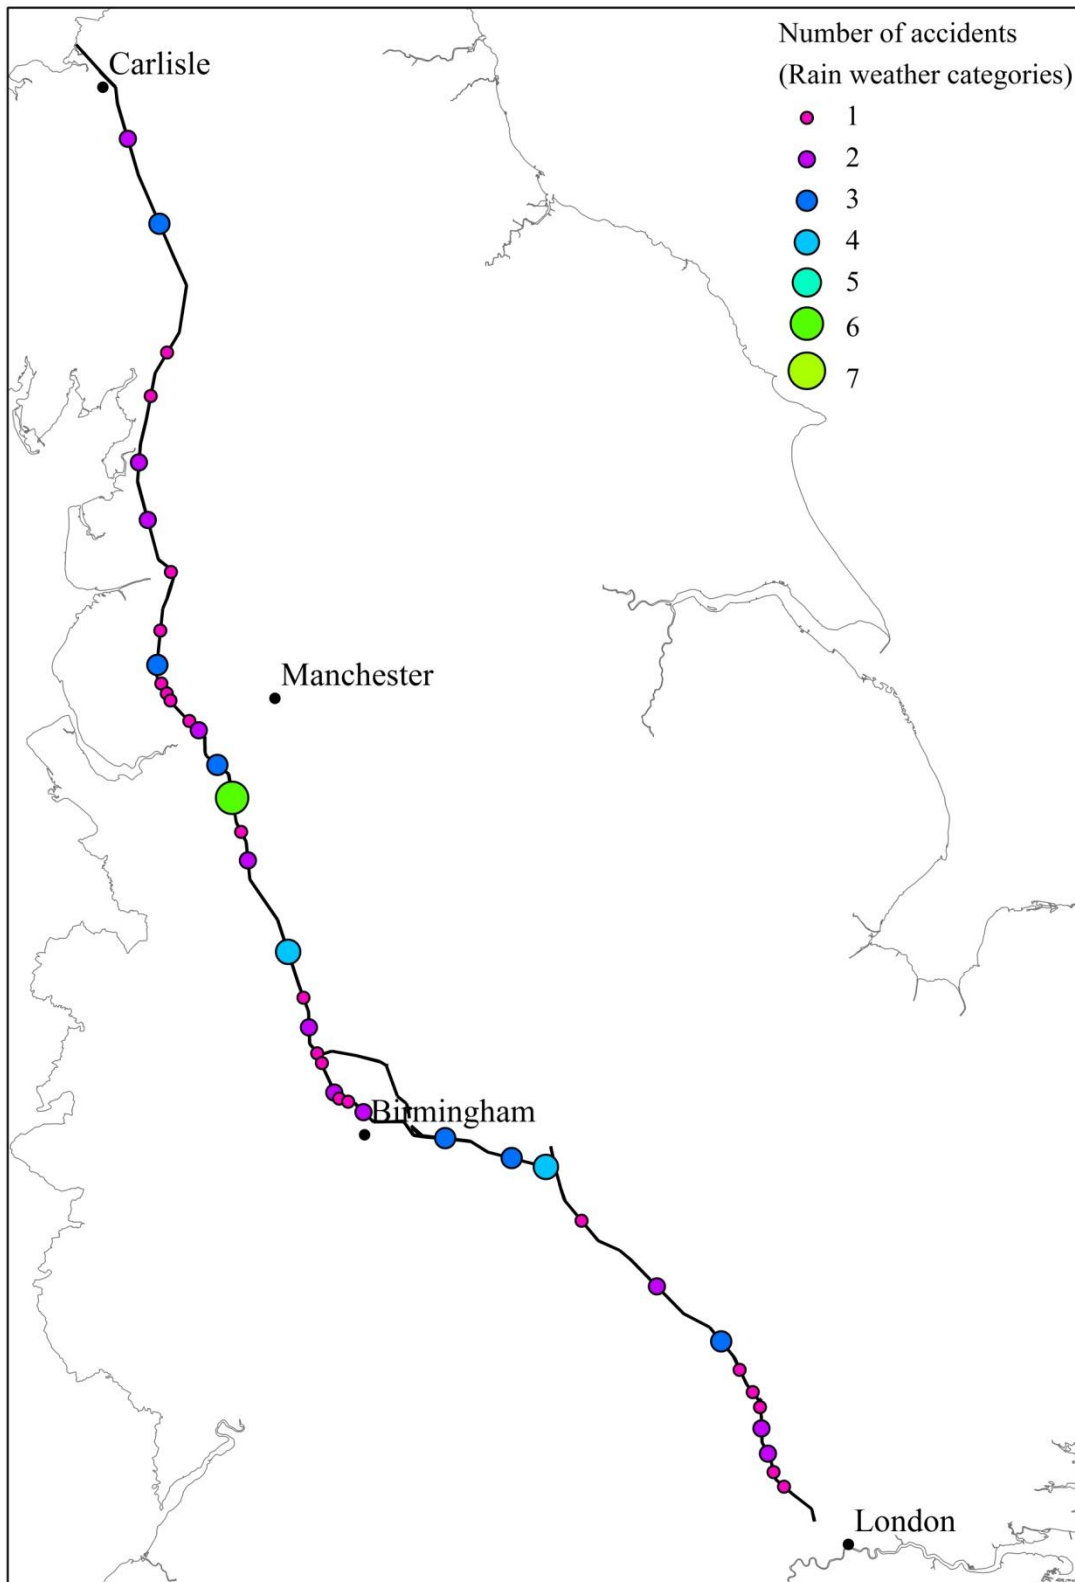 Number of accidents
(Rain weather categories)
1
2
3
4
5
6
7
Carlisle
Manchester
Birmingham
London